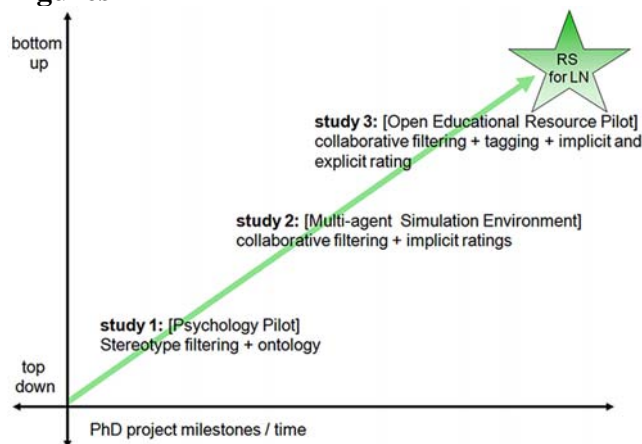 bottom
up
RS
for LN
study 3: [Open Educational Resource Pilot]
collaborative filtering + tagging + implicit and
explicit rating
study 2: [Multi-agent Simulation Environment]
collaborative filtering + implicit ratings
study 1: [Psychology Pilot]
Stereotype filtering + ontology
top
down
PhD project milestones / time